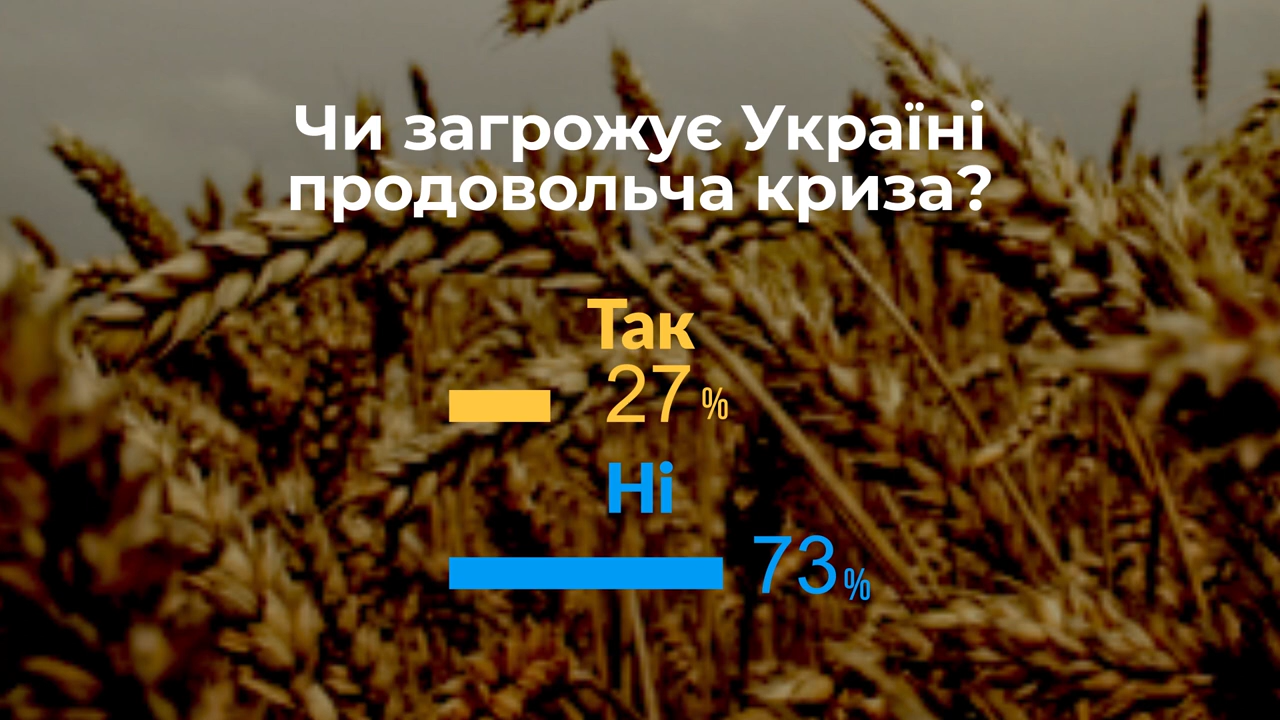 Чи загрожує Україні
продовольча криза?
Так
27 %
Ні
73 %